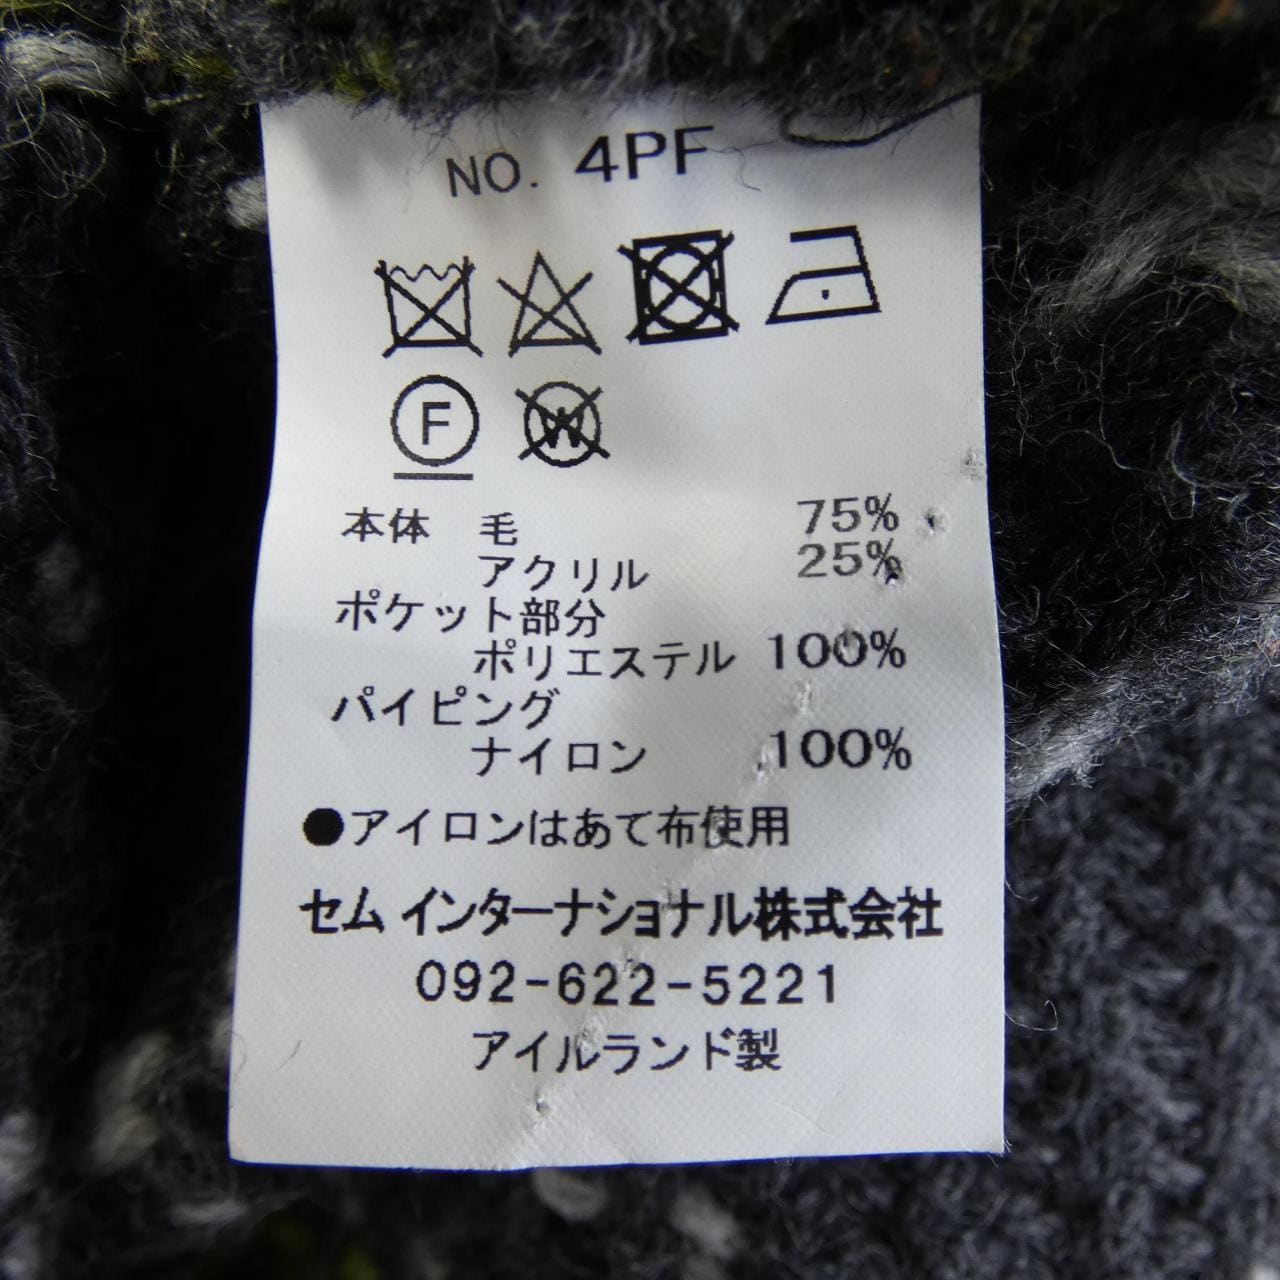 NO. 4PF
F W
本体 毛 75%
アクリル 25%
ポケット部分
ポリエステル 100%
パイピング
ナイロン 100%
●アイロンはあて布使用
セム インターナショナル株式会社
092-622-5221
アイルランド製